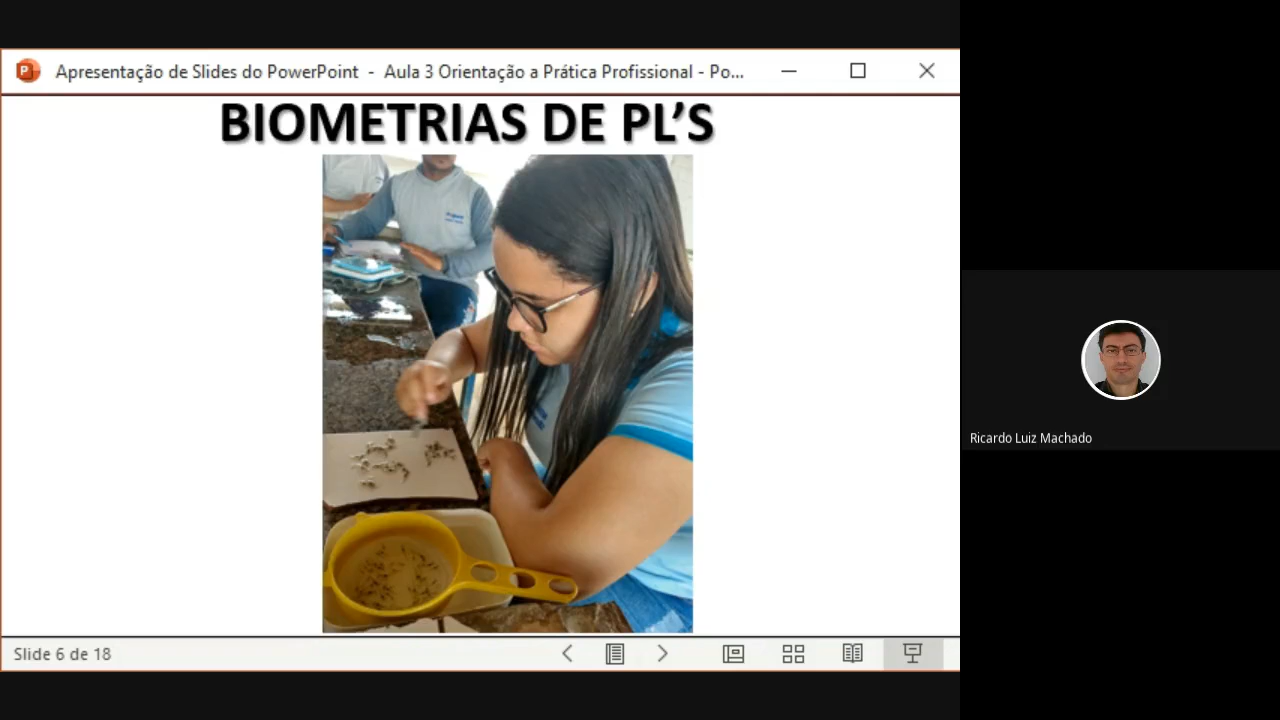 Apresentação de Slides do PowerPoint - Aula 3 Orientação a Prática Profissional - Po...
BIOMETRIAS DE PL'S
Ricardo Luiz Machado
Slide 6 de 18